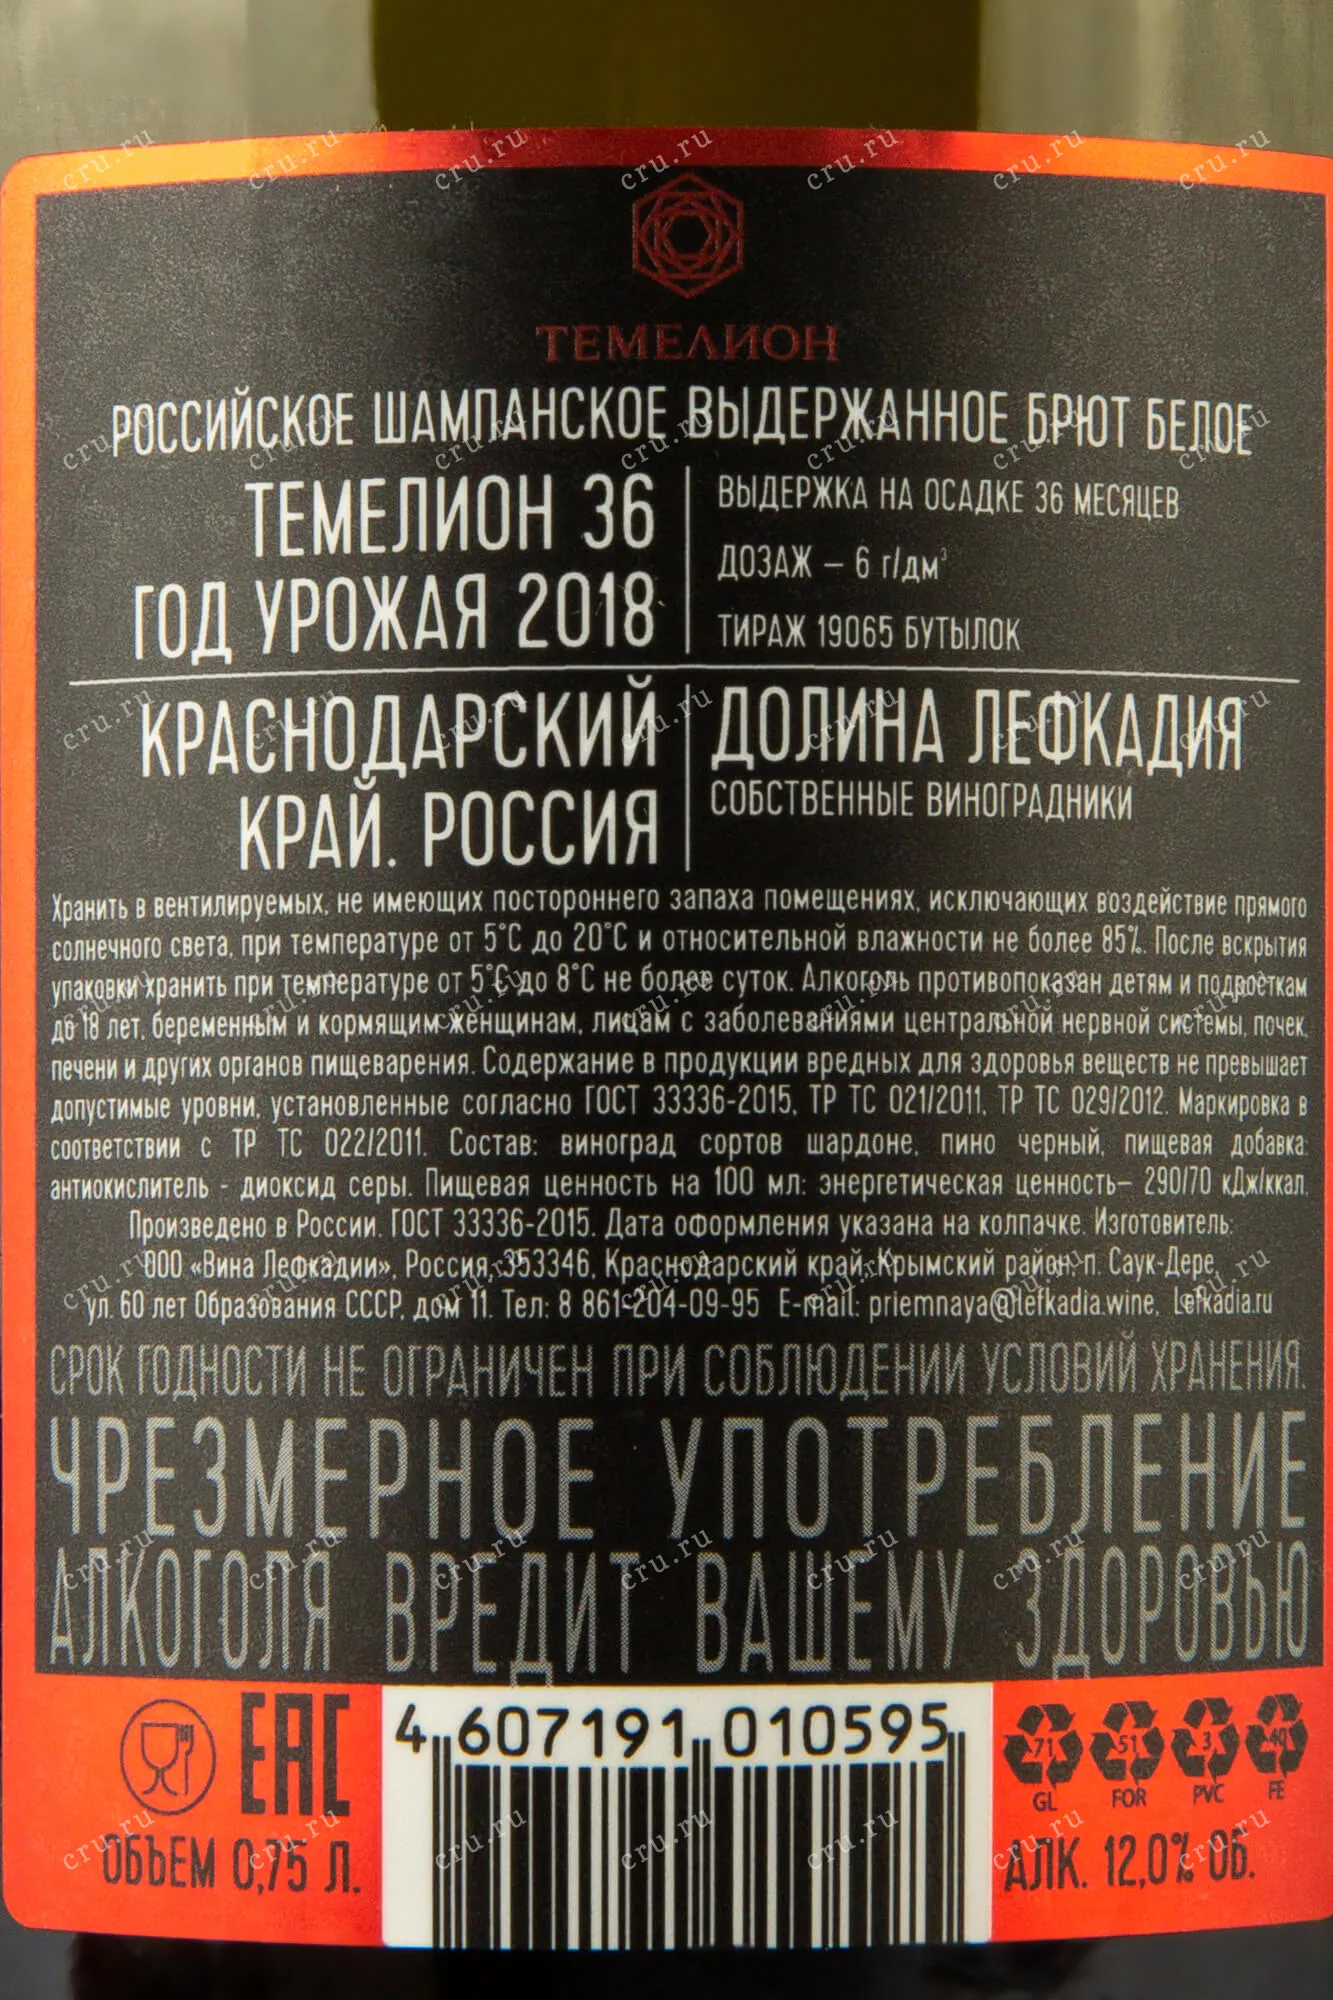 ТЕМЕЛИОН
РОССИЙСКОЕ ШАМПАНСКОЕ ВЫДЕРЖАННОЕ БРЮТ БЕЛОЕ
ТЕМЕЛИОН 36
ГОД УРОЖАЯ 2018
ВЫДЕРЖКА НА ОСАДКЕ 36 МЕСЯЦЕВ
ДОЗАЖ – 6 г/дм³
ТИРАЖ 19065 БУТЫЛОК
КРАСНОДАРСКИЙ
КРАЙ. РОССИЯ
ДОЛИНА ЛЕФКАДИЯ
СОБСТВЕННЫЕ ВИНОГРАДНИКИ
Хранить в вентилируемых, не имеющих постороннего запаха помещениях, исключающих воздействие прямого
солнечного света, при температуре от 5°С до 20°С и относительной влажности не более 85%. После вскрытия
упаковки хранить при температуре от 5°С до 8°С не более суток. Алкоголь противопоказан детям и подросткам
до 18 лет, беременным и кормящим женщинам, лицам с заболеваниями центральной нервной системы, почек,
печени и других органов пищеварения. Содержание в продукции вредных для здоровья веществ не превышает
допустимые уровни, установленные согласно ГОСТ 33336-2015, ТР ТС 021/2011, ТР ТС 029/2012. Маркировка в
соответствии с ТР ТС 022/2011. Состав: виноград сортов шардоне, пино черный, пищевая добавка:
антиокислитель - диоксид серы. Пищевая ценность на 100 мл: энергетическая ценность– 290/70 кДж/ккал.
Произведено в России. ГОСТ 33336-2015. Дата оформления указана на колпачке. Изготовитель:
ООО «Вина Лефкадии», Россия, 353346, Краснодарский край, Крымский район, п. Саук-Дере,
ул. 60 лет Образования СССР, дом 11. Тел: 8 861-204-09-95 E-mail: priemnaya@lefkadia.wine, Lefkadia.ru
СРОК ГОДНОСТИ НЕ ОГРАНИЧЕН ПРИ СОБЛЮДЕНИИ УСЛОВИЙ ХРАНЕНИЯ.
ЧРЕЗМЕРНОЕ УПОТРЕБЛЕНИЕ
АЛКОГОЛЯ ВРЕДИТ ВАШЕМУ ЗДОРОВЬЮ
EAC
4 607191 010595
71 51 3 40
GL FOR PVC FE
ОБЪЕМ 0,75 Л.
АЛК. 12,0% ОБ.
cru.ru